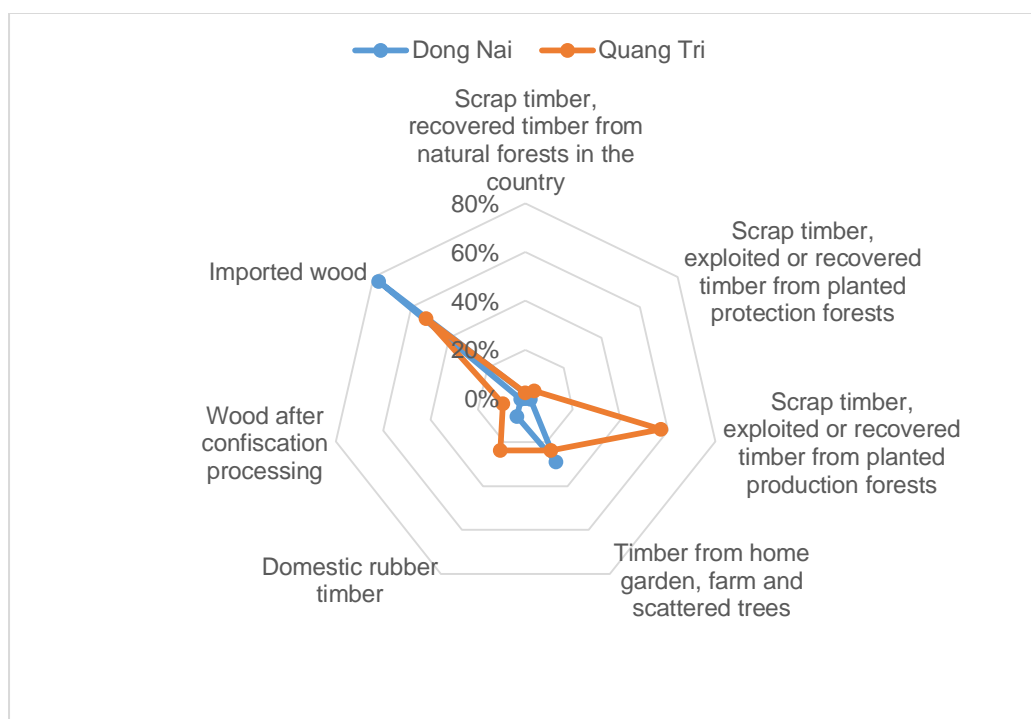 Dong Nai
Quang Tri
Scrap timber,
recovered timber from
natural forests in the
country
80%
60%
40%
20%
0%
Scrap timber,
exploited or recovered
timber from planted
protection forests
Scrap timber,
exploited or recovered
timber from planted
production forests
Timber from home
garden, farm and
scattered trees
Domestic rubber
timber
Wood after
confiscation
processing
Imported wood